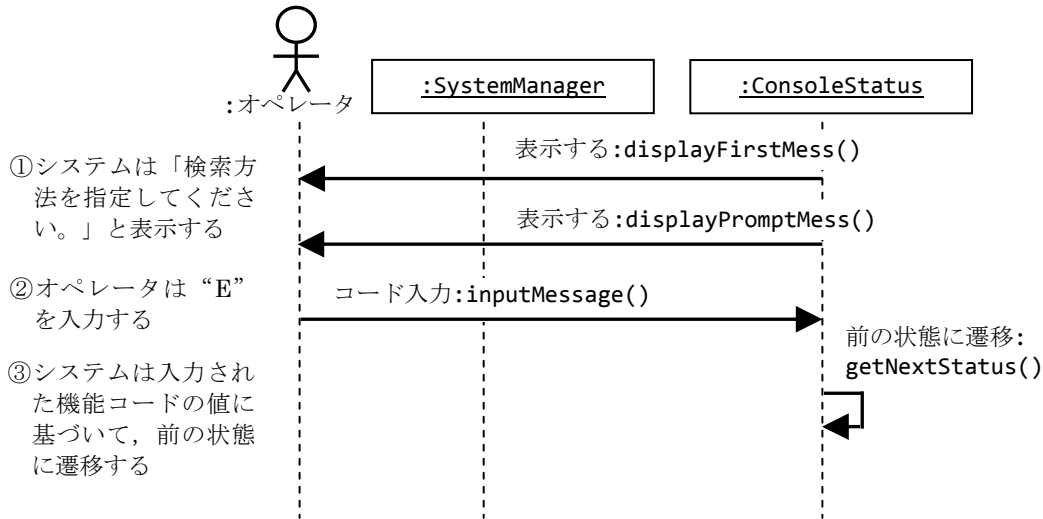 :オペレータ
:SystemManager
:ConsoleStatus
表示する:displayFirstMess()
①システムは「検索方
法を指定してくださ
い。」と表示する
表示する:displayPromptMess()
②オペレータは“E”
を入力する
コード入力:inputMessage()
前の状態に遷移:
getNextStatus()
③システムは入力され
た機能コードの値に
基づいて，前の状態
に遷移する